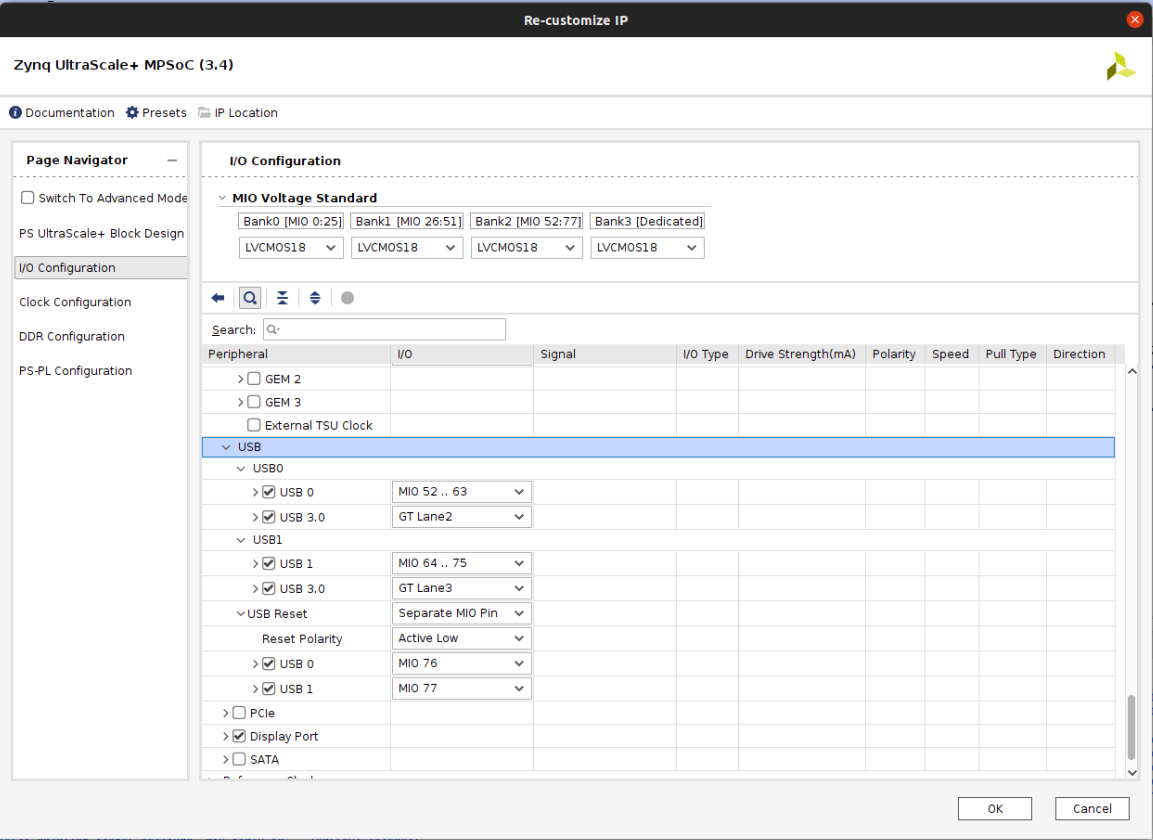 Re-customize IP
Zynq UltraScale+ MPSoC (3.4)
Documentation Presets IP Location
Page Navigator
Switch To Advanced Mode
PS UltraScale+ Block Design
I/O Configuration
Clock Configuration
DDR Configuration
PS-PL Configuration
I/O Configuration
MIO Voltage Standard
Bank0 [MIO 0:25] Bank1 [MIO 26:51] Bank2 [MIO 52:77] Bank3 [Dedicated]
LVCMOS18 LVCMOS18 LVCMOS18 LVCMOS18
Search:
Peripheral I/O Signal I/O Type Drive Strength(mA) Polarity Speed Pull Type Direction
GEM 2
GEM 3
External TSU Clock
USB
USB0
USB 0 MIO 52 .. 63
USB 3.0 GT Lane2
USB1
USB 1 MIO 64 .. 75
USB 3.0 GT Lane3
USB Reset Separate MIO Pin
Reset Polarity Active Low
USB 0 MIO 76
USB 1 MIO 77
PCIe
Display Port
SATA
OK Cancel